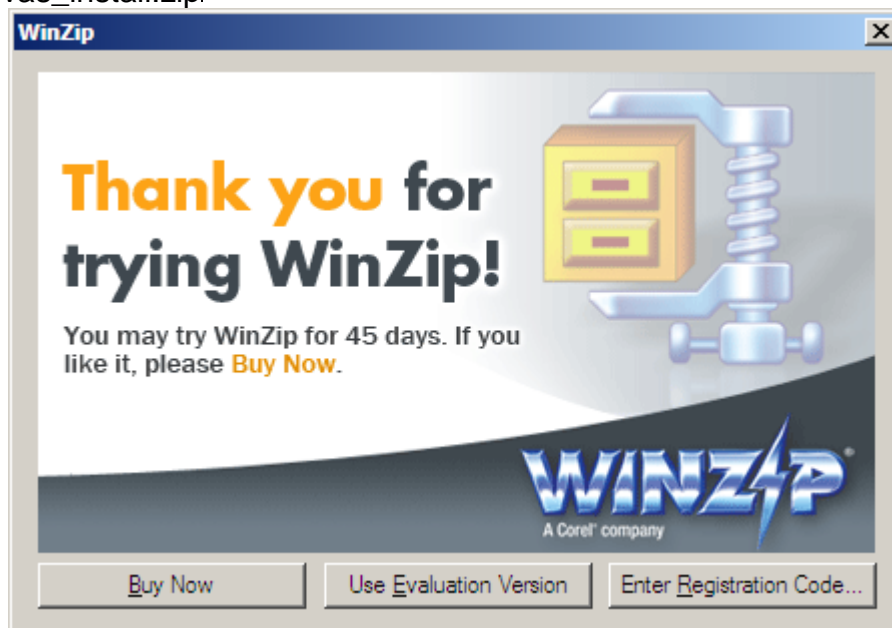 WinZip
Thank you for
trying WinZip!
You may try WinZip for 45 days. If you
like it, please Buy Now.
WINZIP®
A Corel® company
Buy Now
Use Evaluation Version
Enter Registration Code...